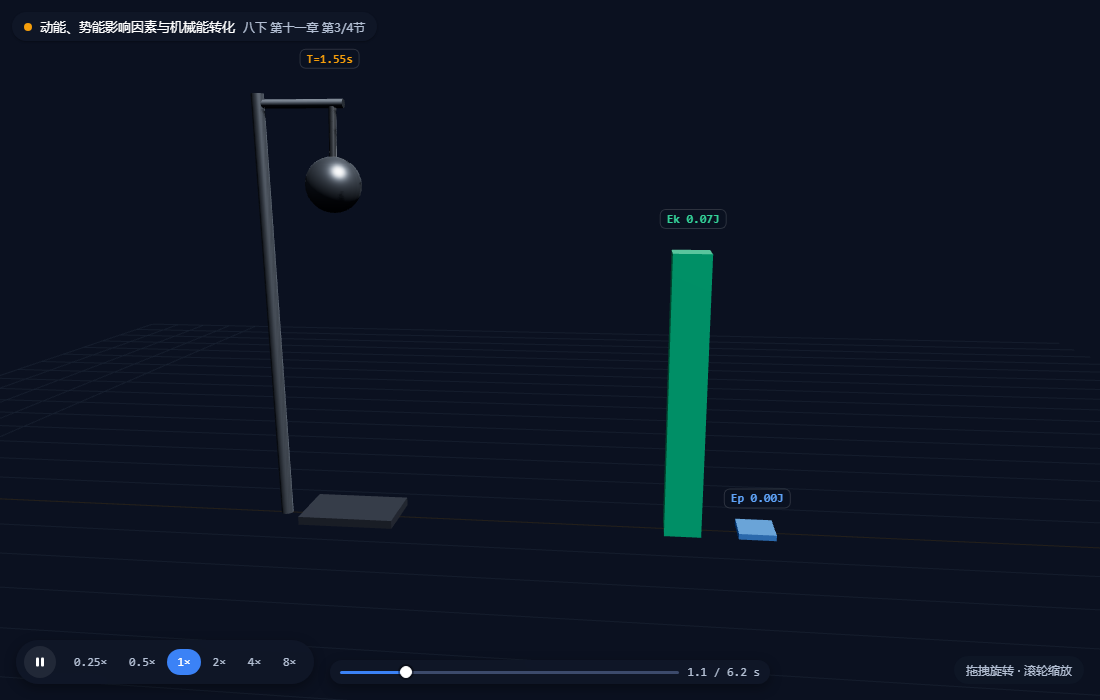 动能、势能影响因素与机械能转化 八下 第十一章 第3/4节
T=1.55s
Ek 0.07J
Ep 0.00J
0.25× 0.5× 1× 2× 4× 8×
1.1 / 6.2 s
拖拽旋转 · 滚轮缩放